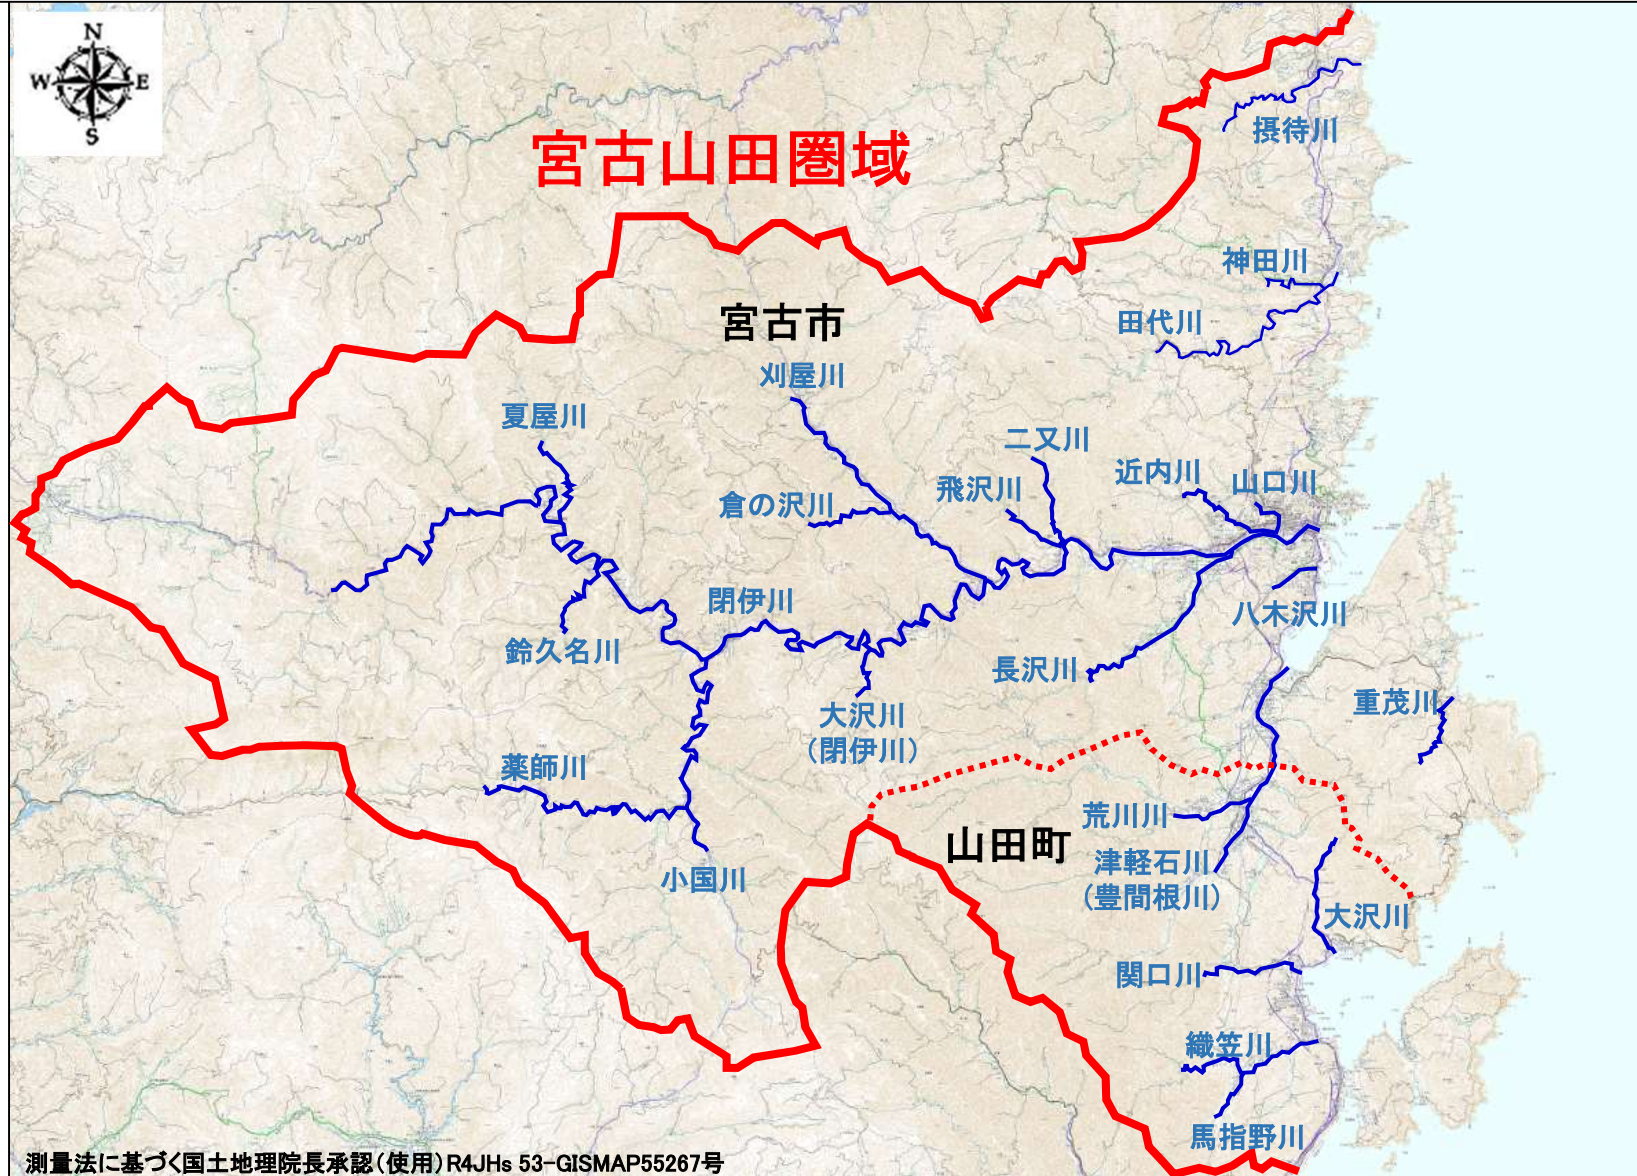 N
W E
S
宮古山田圏域
摂待川
神田川
田代川
宮古市
刈屋川
夏屋川
二又川
近内川
山口川
飛沢川
倉の沢川
閉伊川
八木沢川
鈴久名川
長沢川
重茂川
大沢川
(閉伊川)
薬師川
荒川川
山田町
津軽石川
(豊間根川)
小国川
大沢川
関口川
織笠川
馬指野川
測量法に基づく国土地理院長承認(使用)R4JHs 53-GISMAP55267号